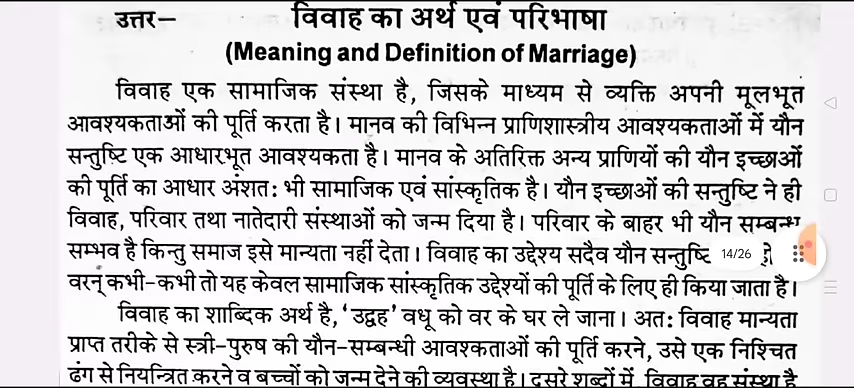 उत्तर—
विवाह का अर्थ एवं परिभाषा
(Meaning and Definition of Marriage)
विवाह एक सामाजिक संस्था है, जिसके माध्यम से व्यक्ति अपनी मूलभूत
आवश्यकताओं की पूर्ति करता है। मानव की विभिन्न प्राणिशास्त्रीय आवश्यकताओं में यौन
सन्तुष्टि एक आधारभूत आवश्यकता है। मानव के अतिरिक्त अन्य प्राणियों की यौन इच्छाओं
की पूर्ति का आधार अंशतः भी सामाजिक एवं सांस्कृतिक है। यौन इच्छाओं की सन्तुष्टि ने ही
विवाह, परिवार तथा नातेदारी संस्थाओं को जन्म दिया है। परिवार के बाहर भी यौन सम्बन्ध
सम्भव है किन्तु समाज इसे मान्यता नहीं देता। विवाह का उद्देश्य सदैव यौन सन्तुष्टि 14/26
वरन् कभी-कभी तो यह केवल सामाजिक सांस्कृतिक उद्देश्यों की पूर्ति के लिए ही किया जाता है।
विवाह का शाब्दिक अर्थ है, 'उद्वह' वधू को वर के घर ले जाना। अतः विवाह मान्यता
प्राप्त तरीके से स्त्री-पुरुष की यौन-सम्बन्धी आवश्कताओं की पूर्ति करने, उसे एक निश्चित
ढंग से नियन्त्रित करने व बच्चों को जन्म देने की व्यवस्था है। दूसरे शब्दों में, विवाह वह संस्था है